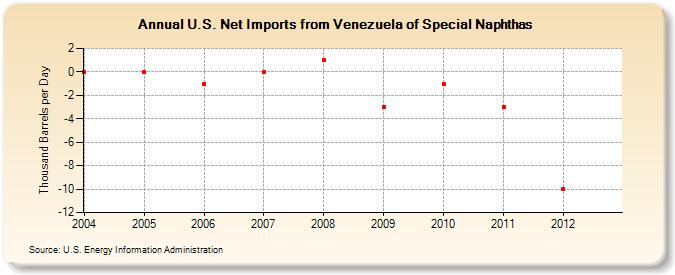 Annual U.S. Net Imports from Venezuela of Special Naphthas
Thousand Barrels per Day
2
0
-2
-4
-6
-8
-10
-12
2004 2005 2006 2007 2008 2009 2010 2011 2012
Source: U.S. Energy Information Administration